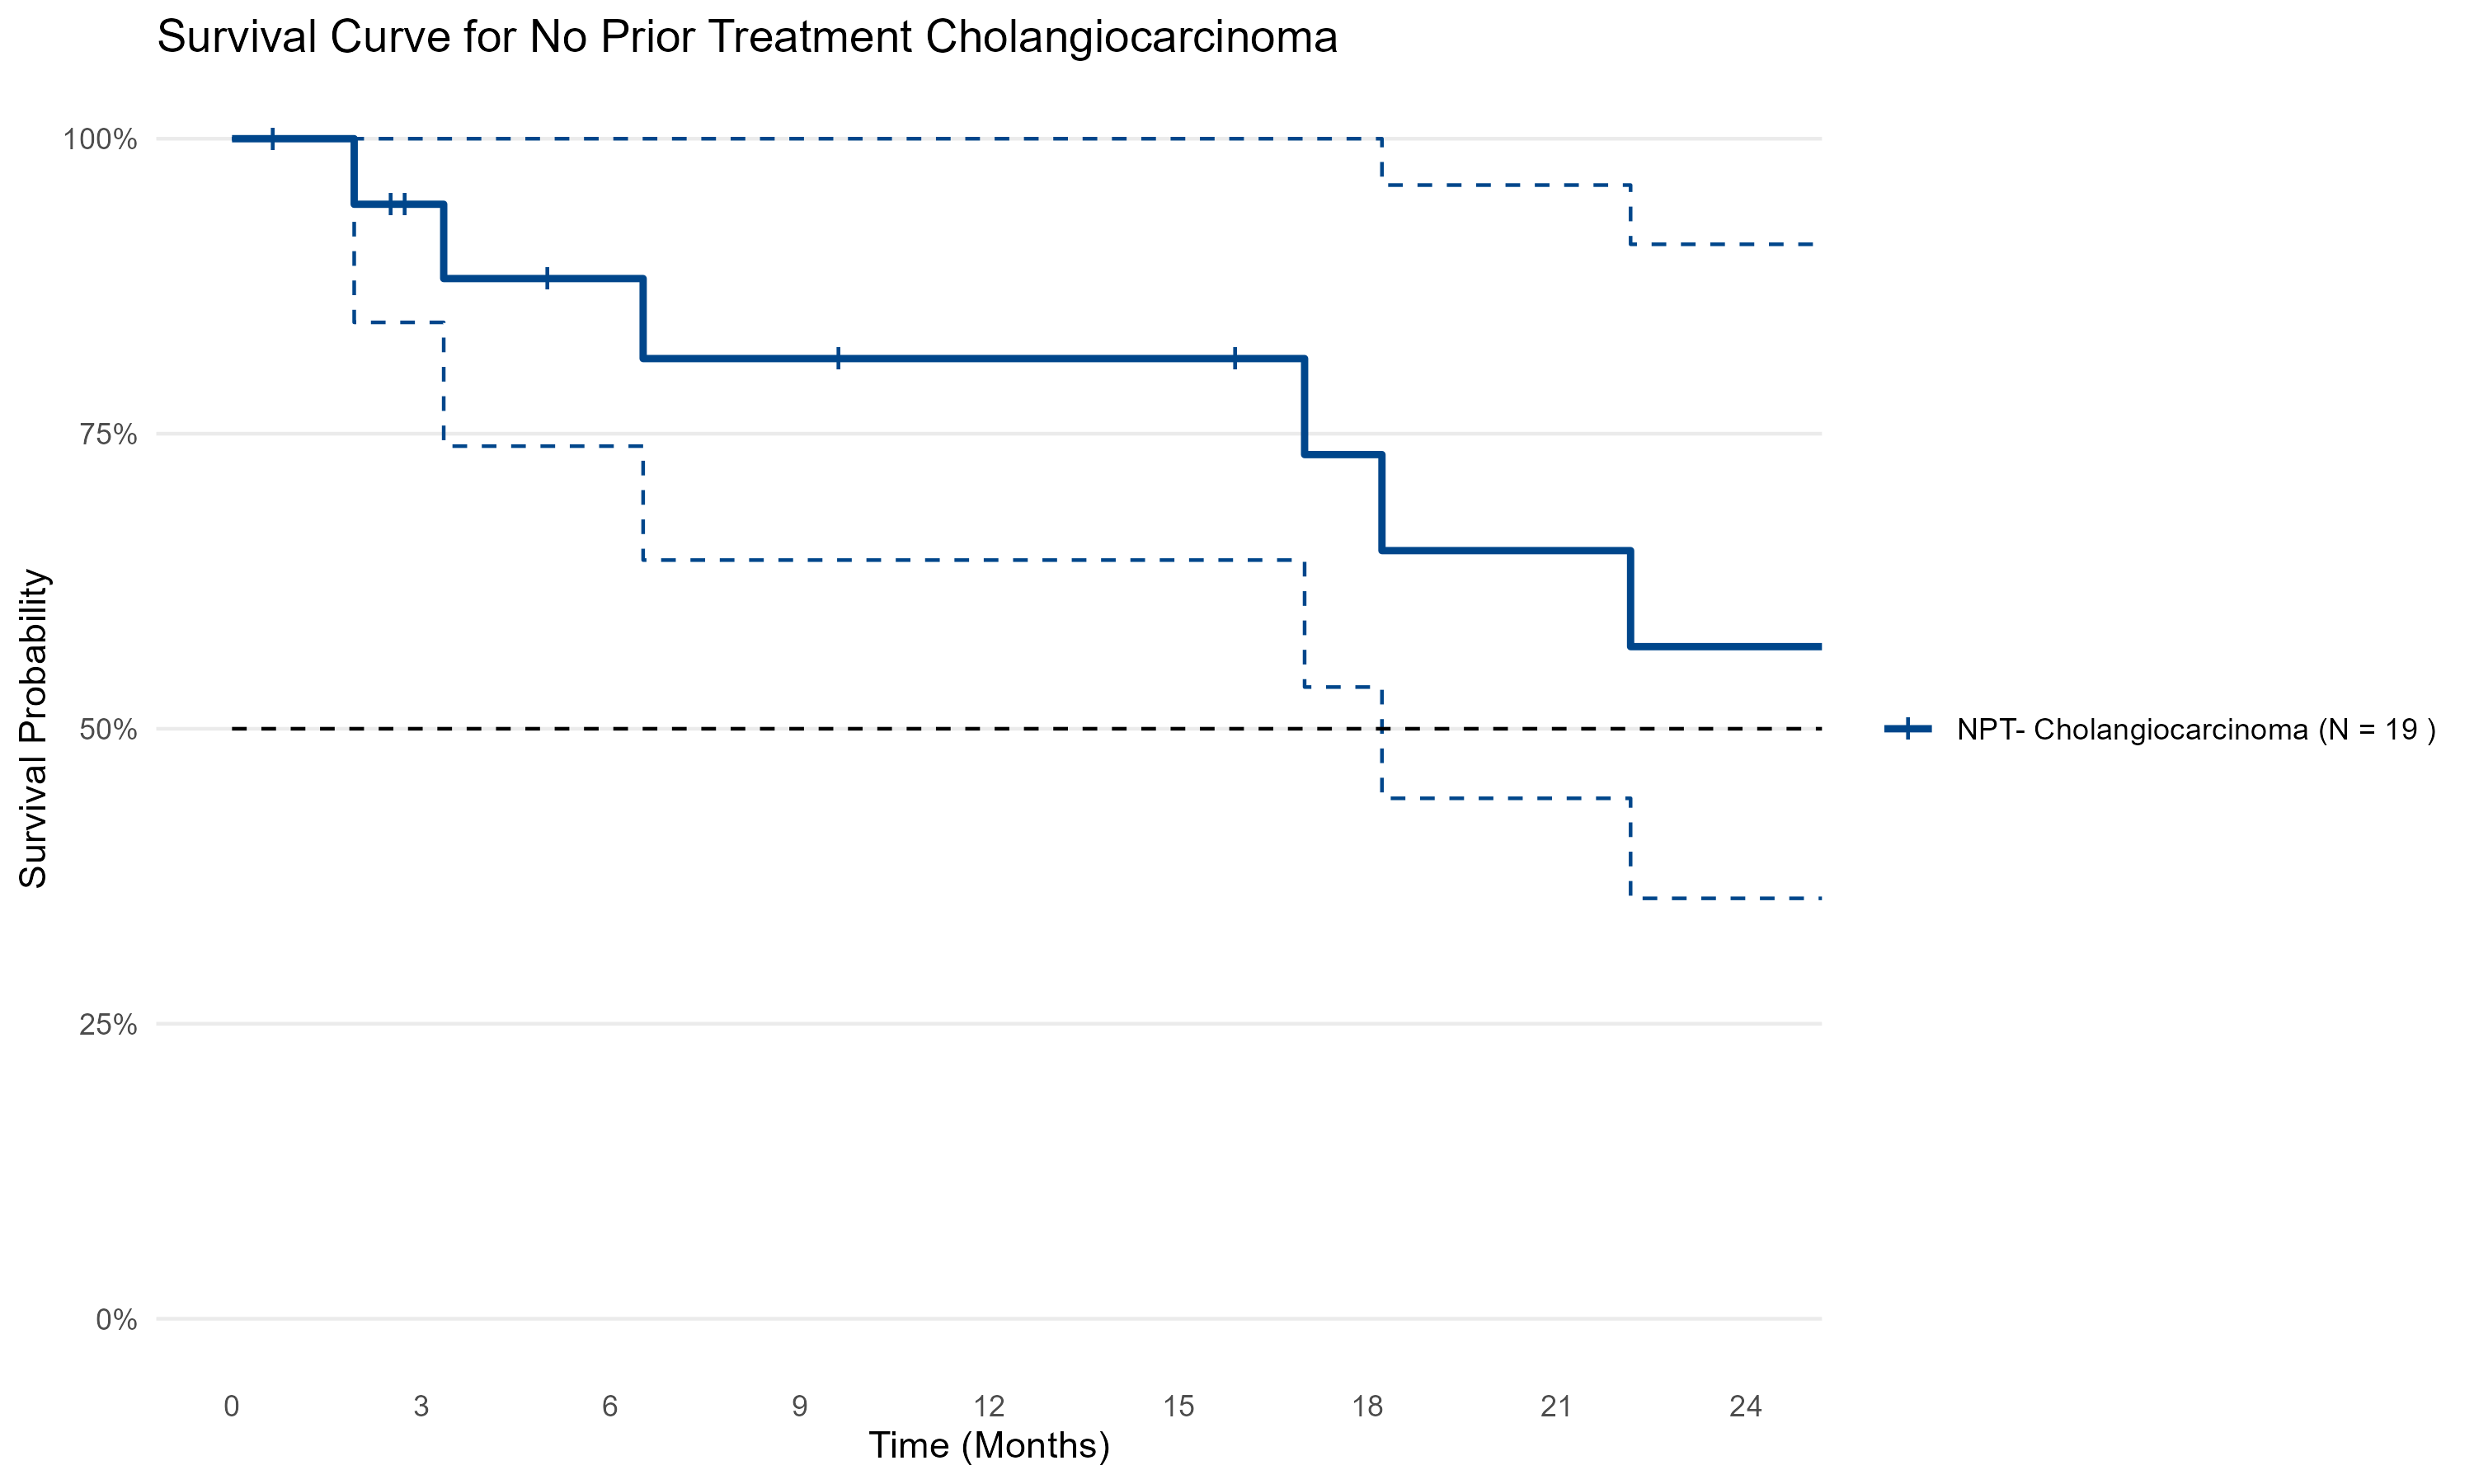 Survival Curve for No Prior Treatment Cholangiocarcinoma
100%
75%
50%
25%
0%
Survival Probability
0 3 6 9 12 15 18 21 24
Time (Months)
NPT- Cholangiocarcinoma (N = 19 )